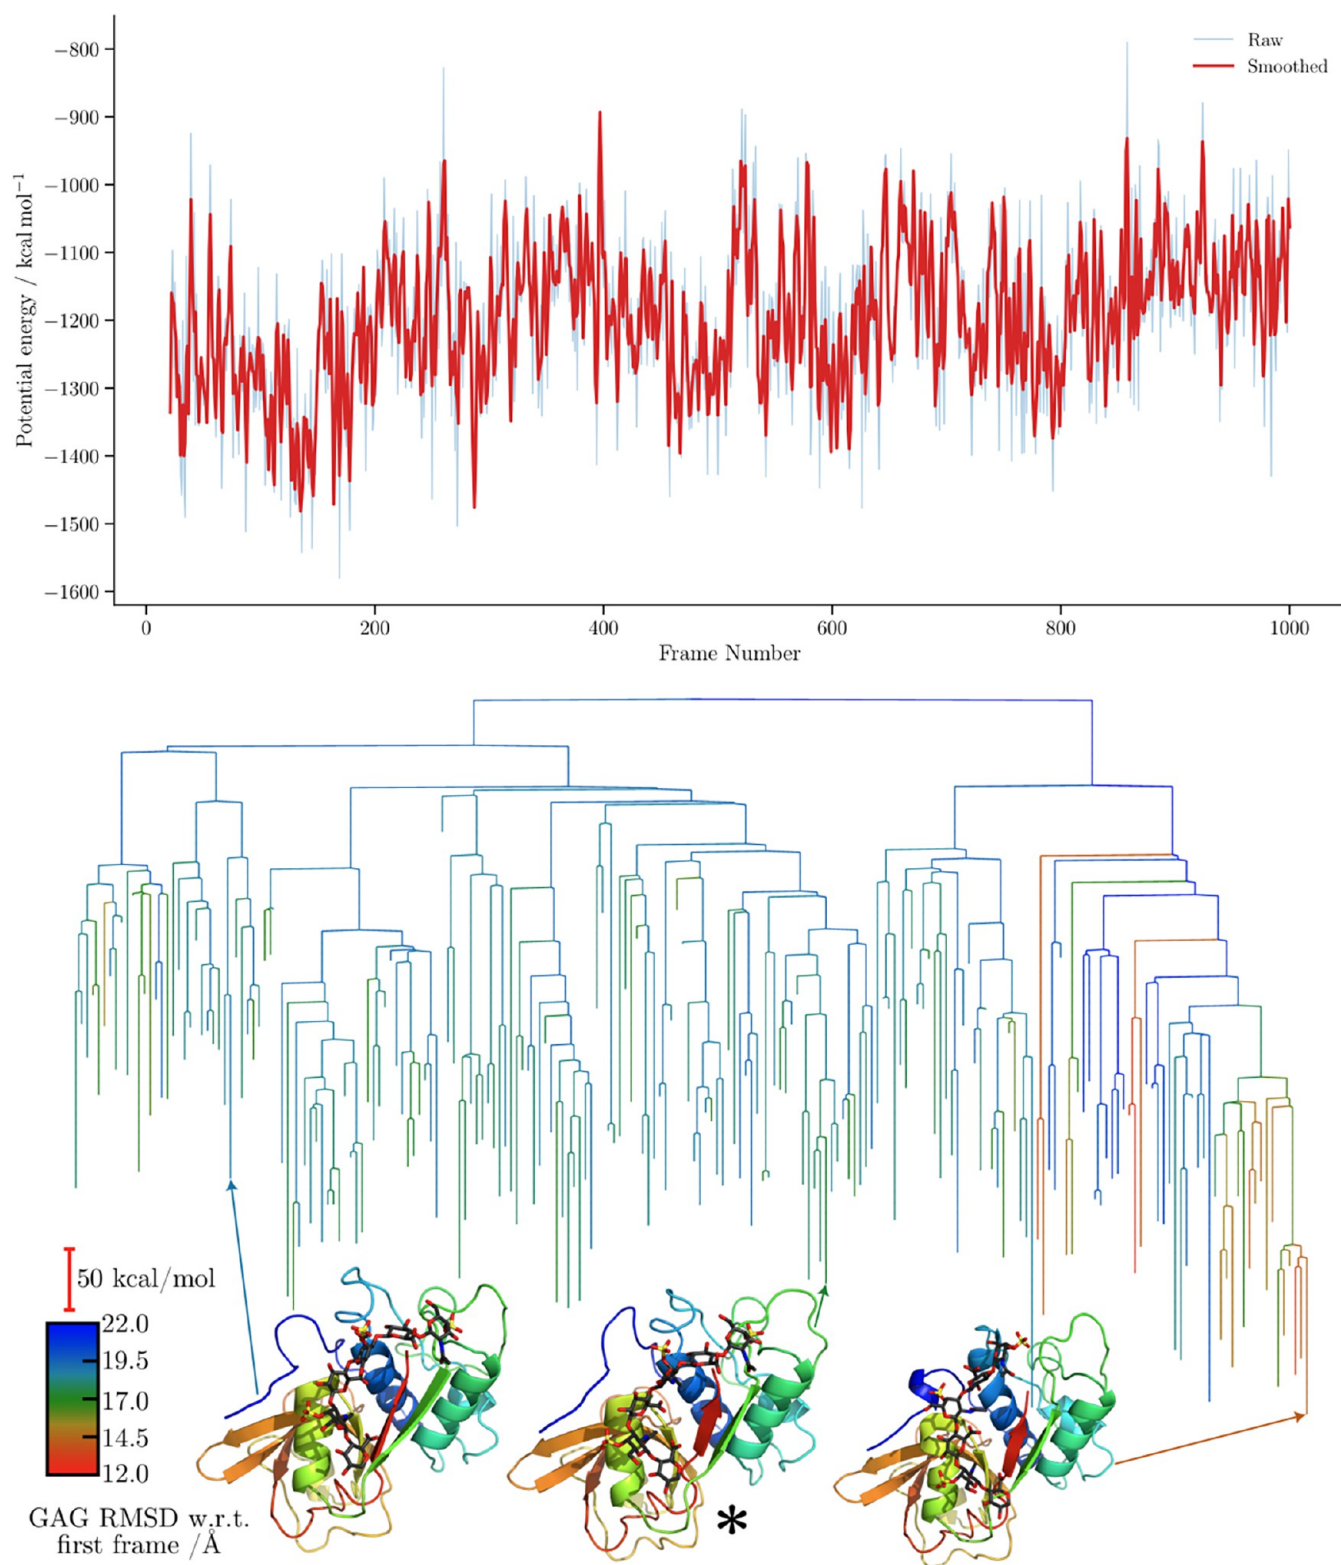 −800
−900
−1000
−1100
−1200
−1300
−1400
−1500
−1600
Potential energy / kcal mol⁻¹
Raw
Smoothed
0 200 400 600 800 1000
Frame Number
50 kcal/mol
22.0
19.5
17.0
14.5
12.0
GAG RMSD w.r.t.
first frame /Å
*